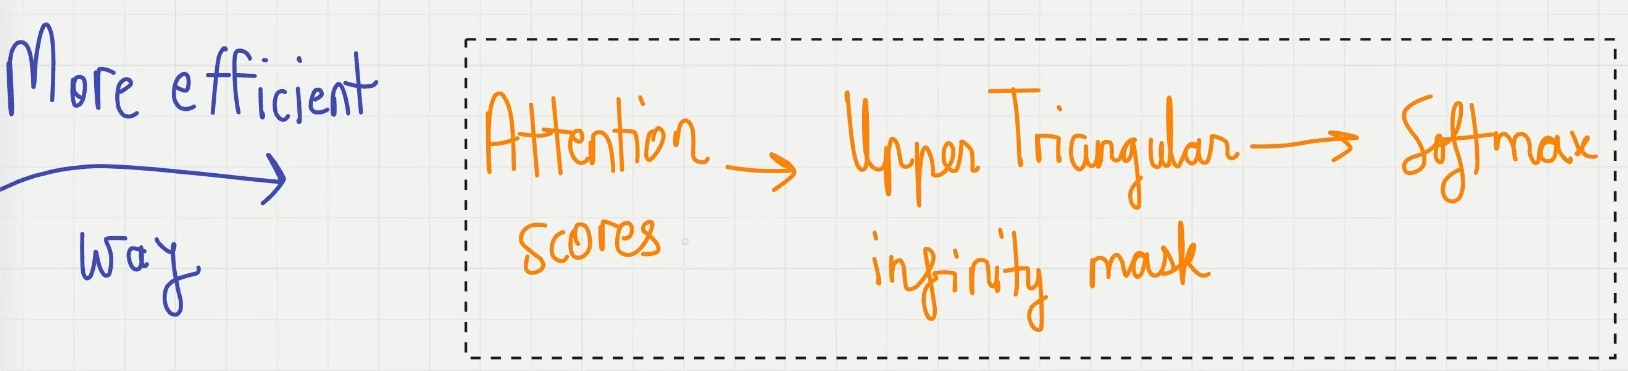 More efficient
way
Attention → Upper Triangular → Softmax
scores
infinity mask